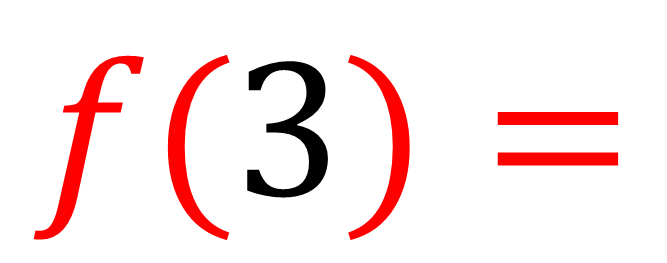 f(3) =